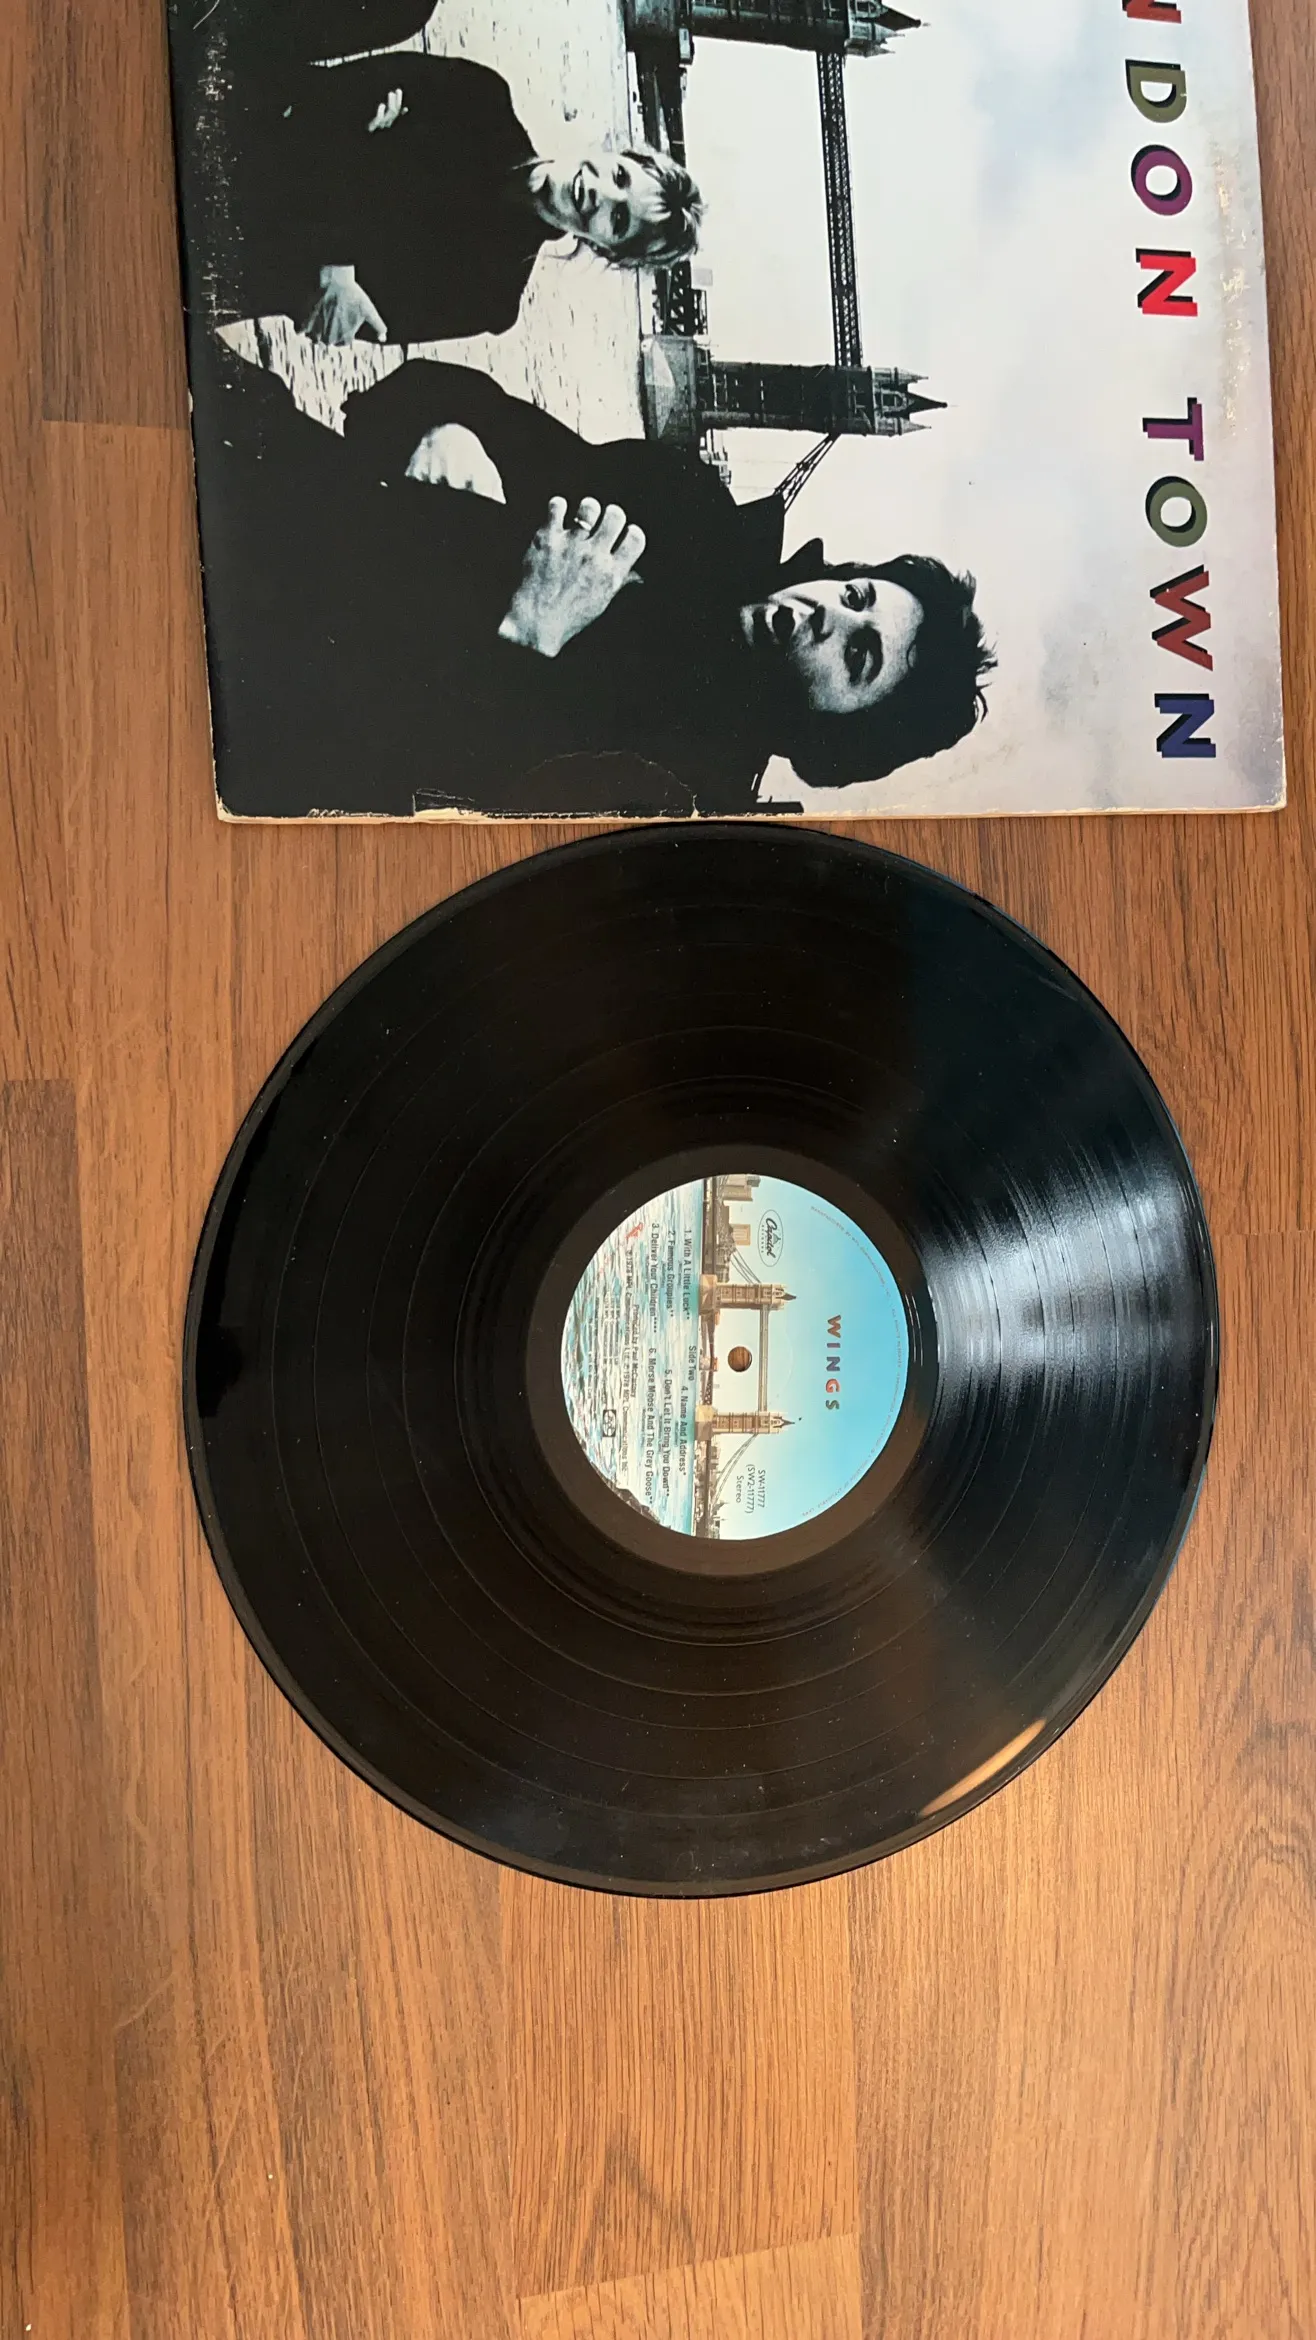 NDON TOWN
WINGS
Capitol
SW-11777
(SW2-11777)
Stereo
Side Two
1. With A Little Luck**
2. Famous Groupies**
3. Deliver Your Children****
4. Name And Address*
5. Don't Let It Bring You Down**
6. Morse Moose And The Grey Goose**
Produced by Paul McCartney